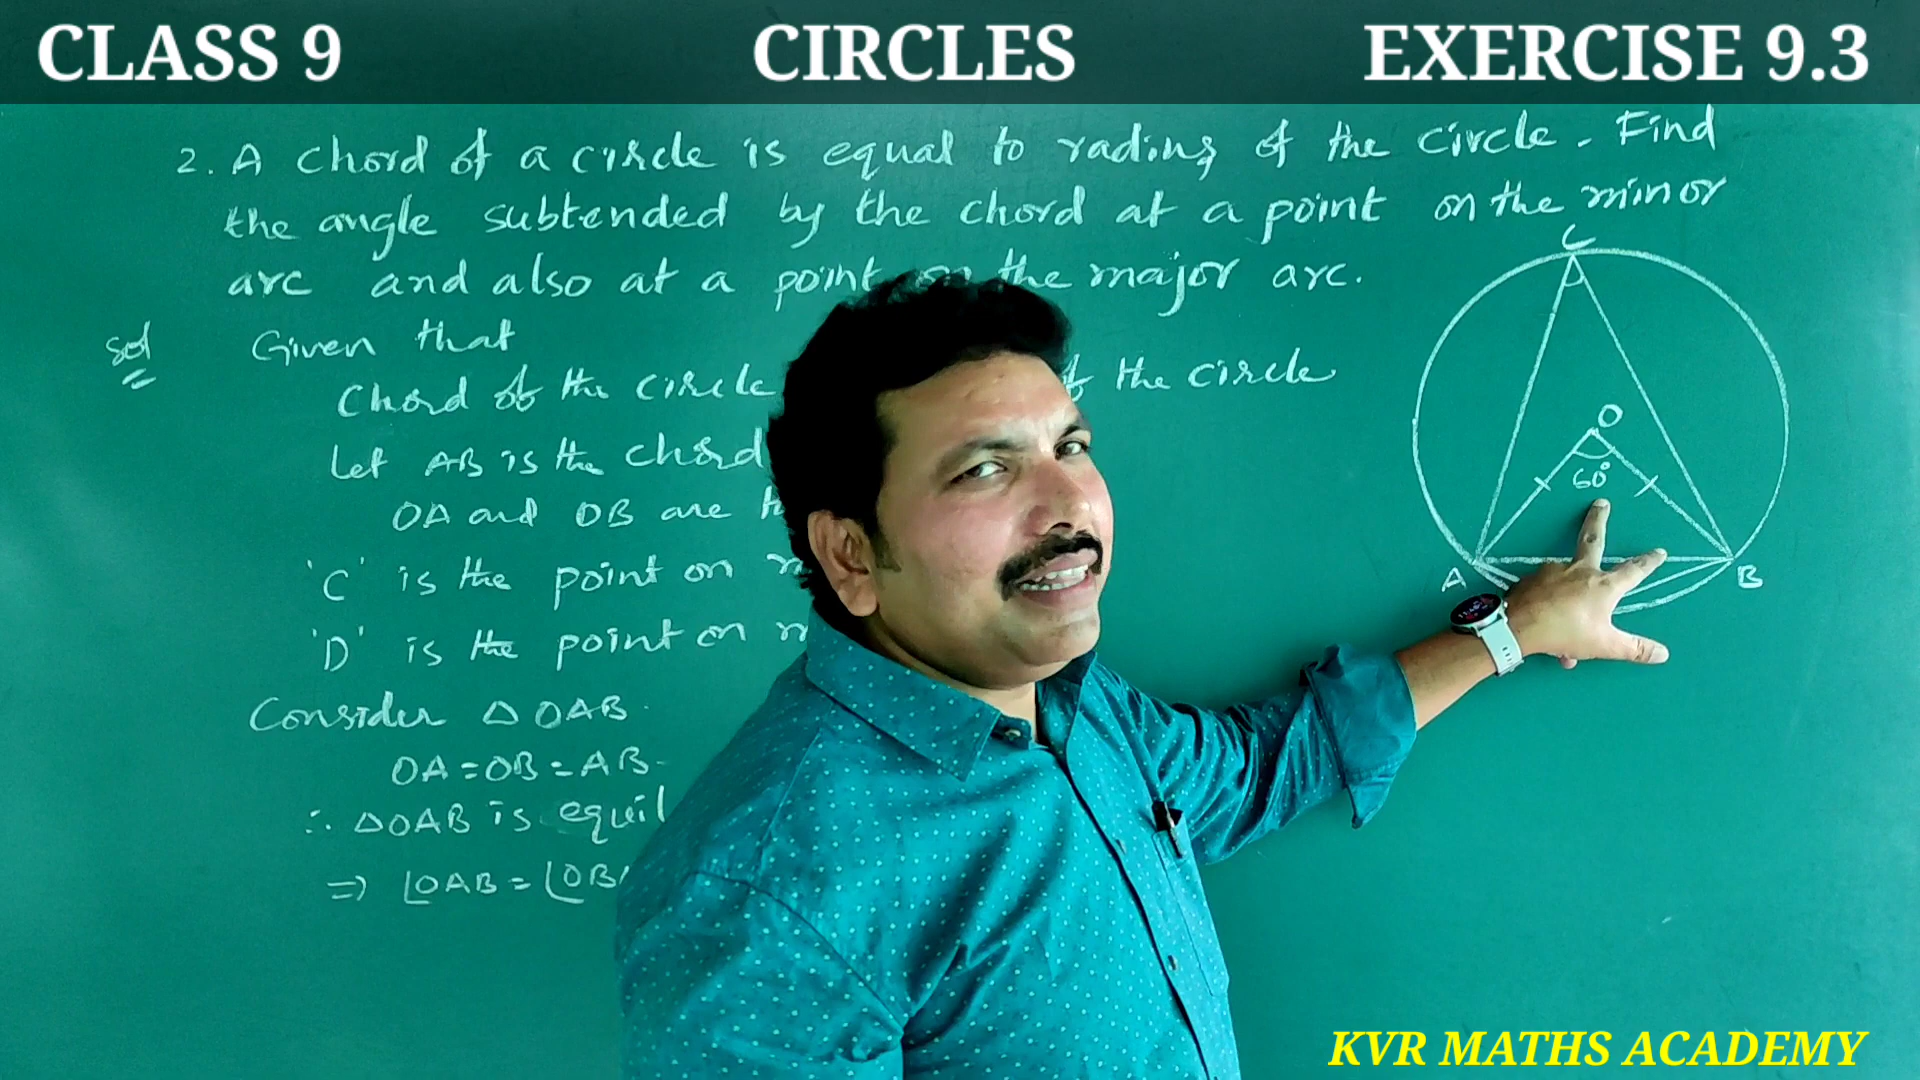 CLASS 9 CIRCLES EXERCISE 9.3
2. A chord of a circle is equal to radius of the circle. Find
the angle subtended by the chord at a point on the minor
arc and also at a point on the major arc.
Sol Given that
Chord of the circle of the circle
Let AB is the chord
OA and OB are
'C' is the point on
'D' is the point on
Consider △OAB.
OA = OB = AB.
∴ △OAB is
⇒ ∠OAB =
C
O
60°
A
B
KVR MATHS ACADEMY